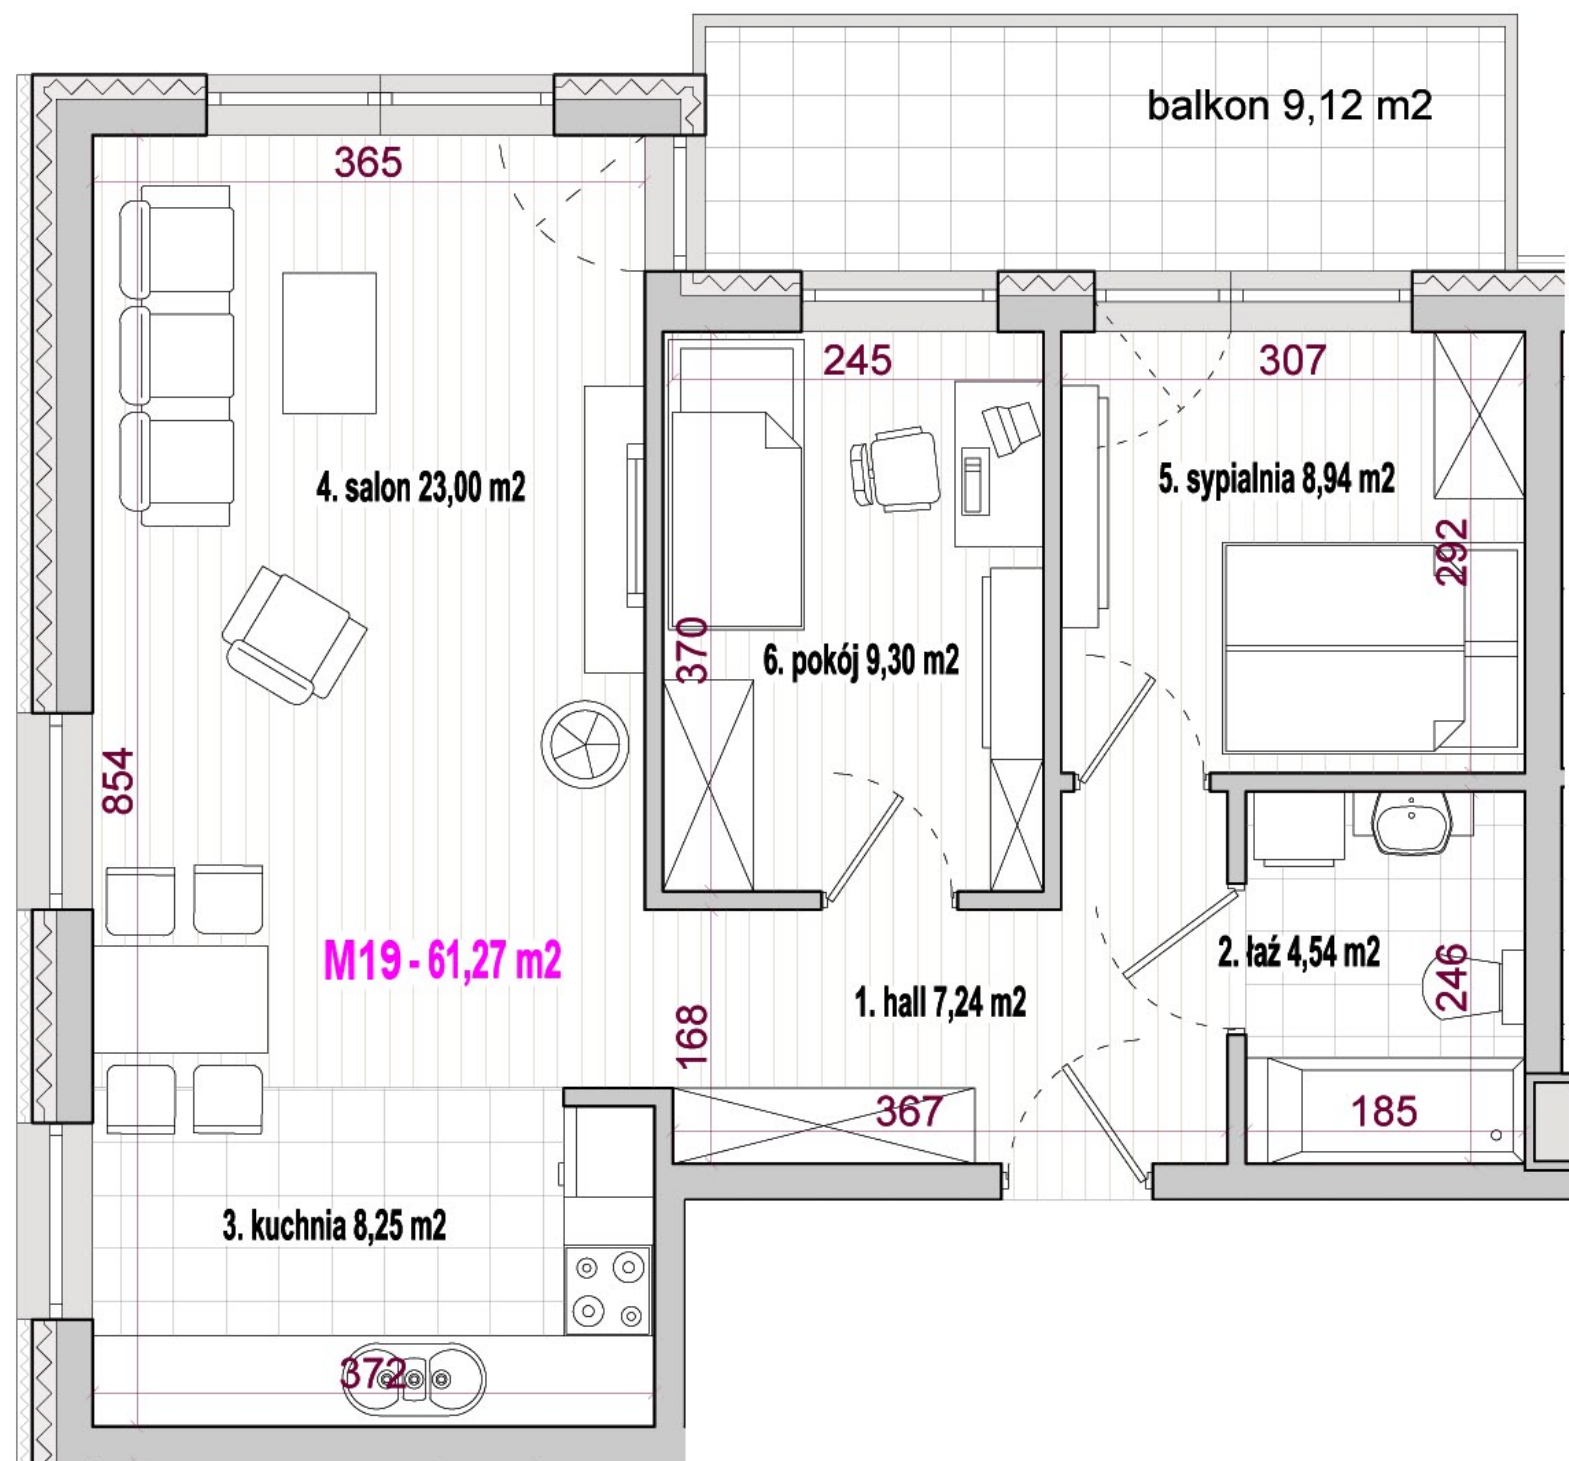 balkon 9,12 m2
365
245
307
4. salon 23,00 m2
5. sypialnia 8,94 m2
292
370
6. pokój 9,30 m2
854
M19 - 61,27 m2
2. łaź 4,54 m2
246
1. hall 7,24 m2
168
367
185
3. kuchnia 8,25 m2
372